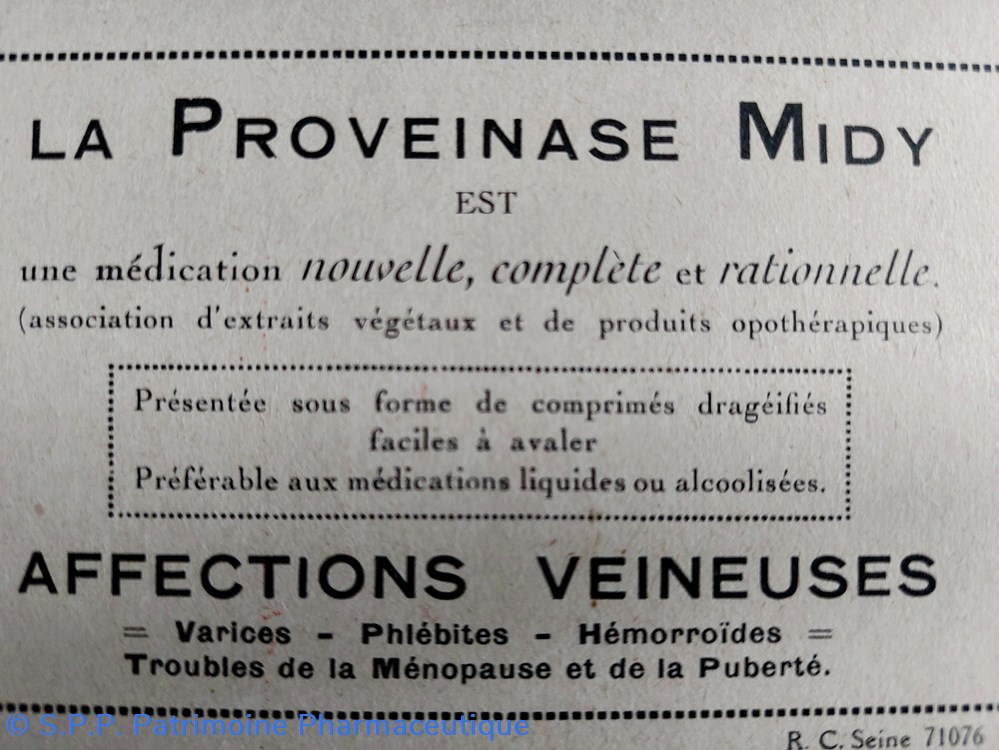 LA PROVEINASE MIDY
EST
une médication nouvelle, complète et rationnelle.
(association d'extraits végétaux et de produits opothérapiques)
Présentée sous forme de comprimés dragéifiés
faciles à avaler
Préférable aux médications liquides ou alcoolisées.
AFFECTIONS VEINEUSES
= Varices - Phlébites - Hémorroïdes =
Troubles de la Ménopause et de la Puberté.
© S.P.P. Patrimoine Pharmaceutique
R. C. Seine 71076